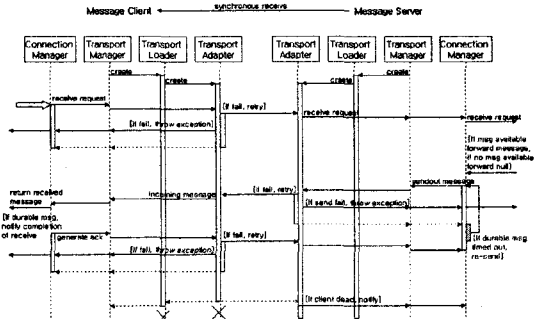 synchronous receive
Message Client
Message Server
Connection
Manager
Transport
Manager
Transport
Loader
Transport
Adapter
Transport
Adapter
Transport
Loader
Transport
Manager
Connection
Manager
create
create
create
create
receive request
[If fail, retry]
receive request
receive request
[If fail, throw exception]
[If msg available
forward message,
if no msg available
forward null]
sendout message
return received
message
incoming message
[If fail, retry]
[If send fail, throw exception]
[If durable msg,
notify completion
of receive
generate ack
[If fail, retry]
[If fail, throw exception]
[If durable msg
timed out,
re-send]
[If client dead, notify]